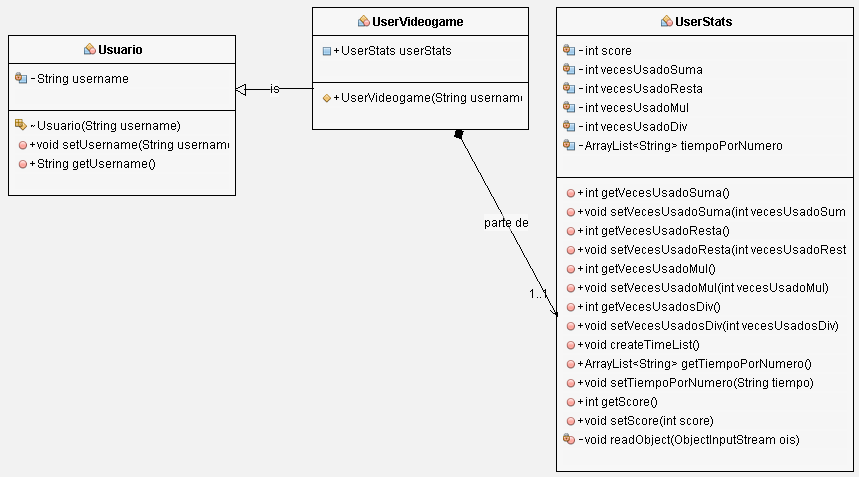 Usuario
-String username
~Usuario(String username)
+void setUsername(String usernam
+String getUsername()
is
UserVideogame
+UserStats userStats
+UserVideogame(String usernam
parte de
1..1
UserStats
-int score
-int vecesUsadoSuma
-int vecesUsadoResta
-int vecesUsadoMul
-int vecesUsadoDiv
-ArrayList<String> tiempoPorNumero
+int getVecesUsadoSuma()
+void setVecesUsadoSuma(int vecesUsadoSum
+int getVecesUsadoResta()
+void setVecesUsadoResta(int vecesUsadoRest
+int getVecesUsadoMul()
+void setVecesUsadoMul(int vecesUsadoMul)
+int getVecesUsadosDiv()
+void setVecesUsadosDiv(int vecesUsadosDiv)
+void createTimeList()
+ArrayList<String> getTiempoPorNumero()
+void setTiempoPorNumero(String tiempo)
+int getScore()
+void setScore(int score)
-void readObject(ObjectInputStream ois)